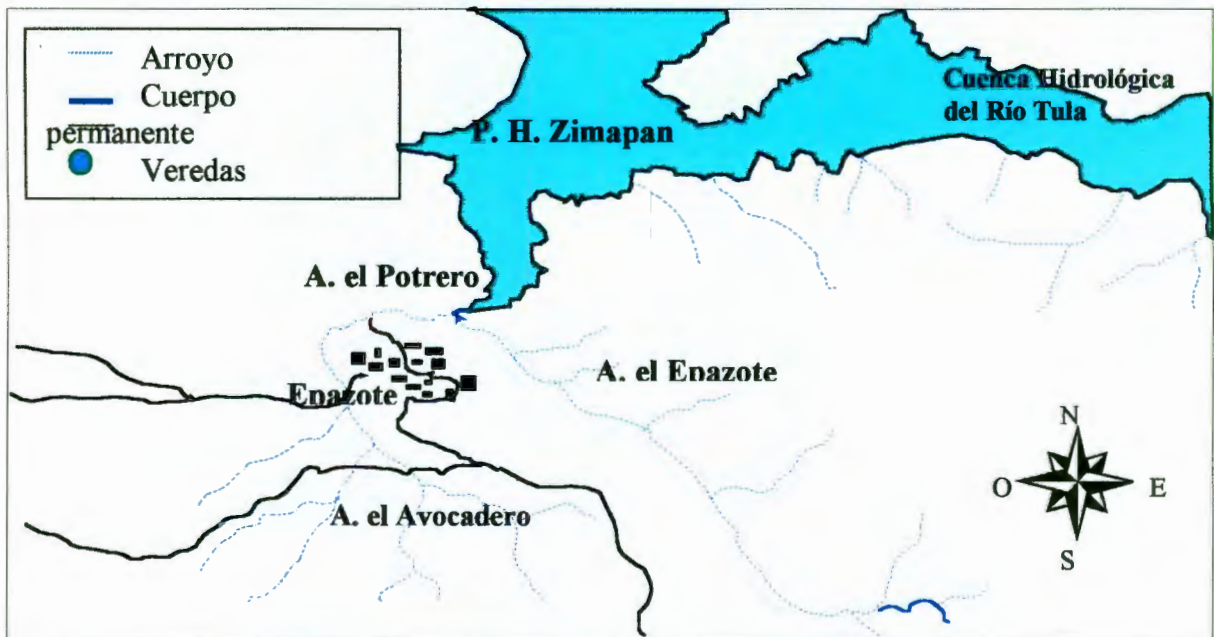 Arroyo
Cuerpo
permanente
Veredas
Cuenca Hidrológica
del Río Tula
P. H. Zimapan
A. el Potrero
A. el Enazote
Enazote
A. el Avocadero
N
O
E
S